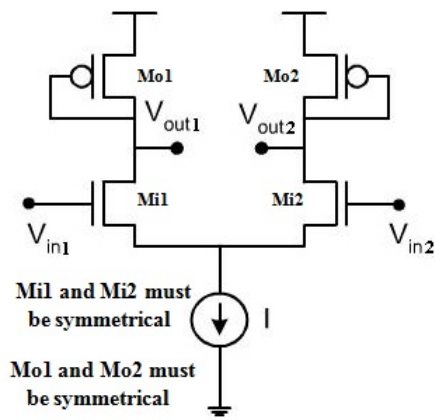 Mo1
Mo2
Vout1
Vout2
Mi1
Mi2
Vin1
Vin2
Mi1 and Mi2 must
be symmetrical
I
Mo1 and Mo2 must
be symmetrical